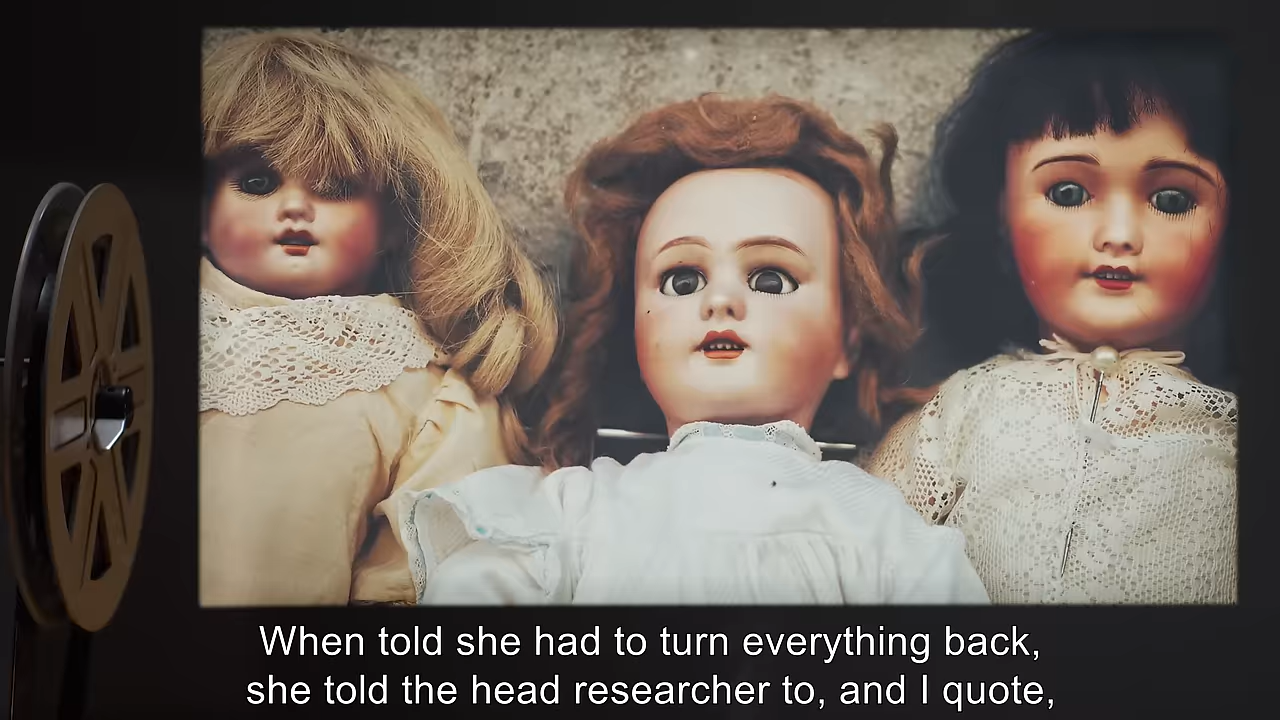 When told she had to turn everything back,
she told the head researcher to, and I quote,